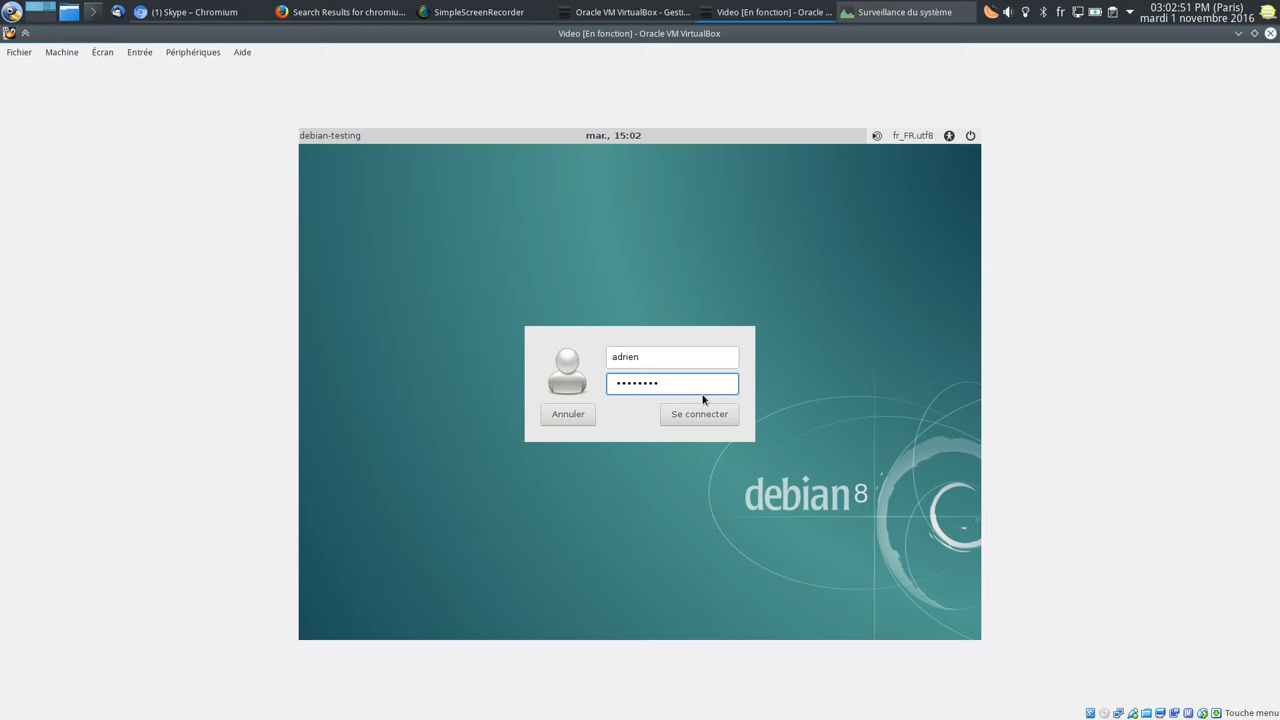 (1) Skype – Chromium
Search Results for chromiu...
SimpleScreenRecorder
Oracle VM VirtualBox - Gesti...
Video [En fonction] - Oracle ...
Surveillance du système
fr
03:02:51 PM (Paris)
mardi 1 novembre 2016
Video [En fonction] - Oracle VM VirtualBox
Fichier Machine Écran Entrée Périphériques Aide
debian-testing
mar., 15:02
fr_FR.utf8
adrien
••••••••
Annuler
Se connecter
debian 8
Touche menu